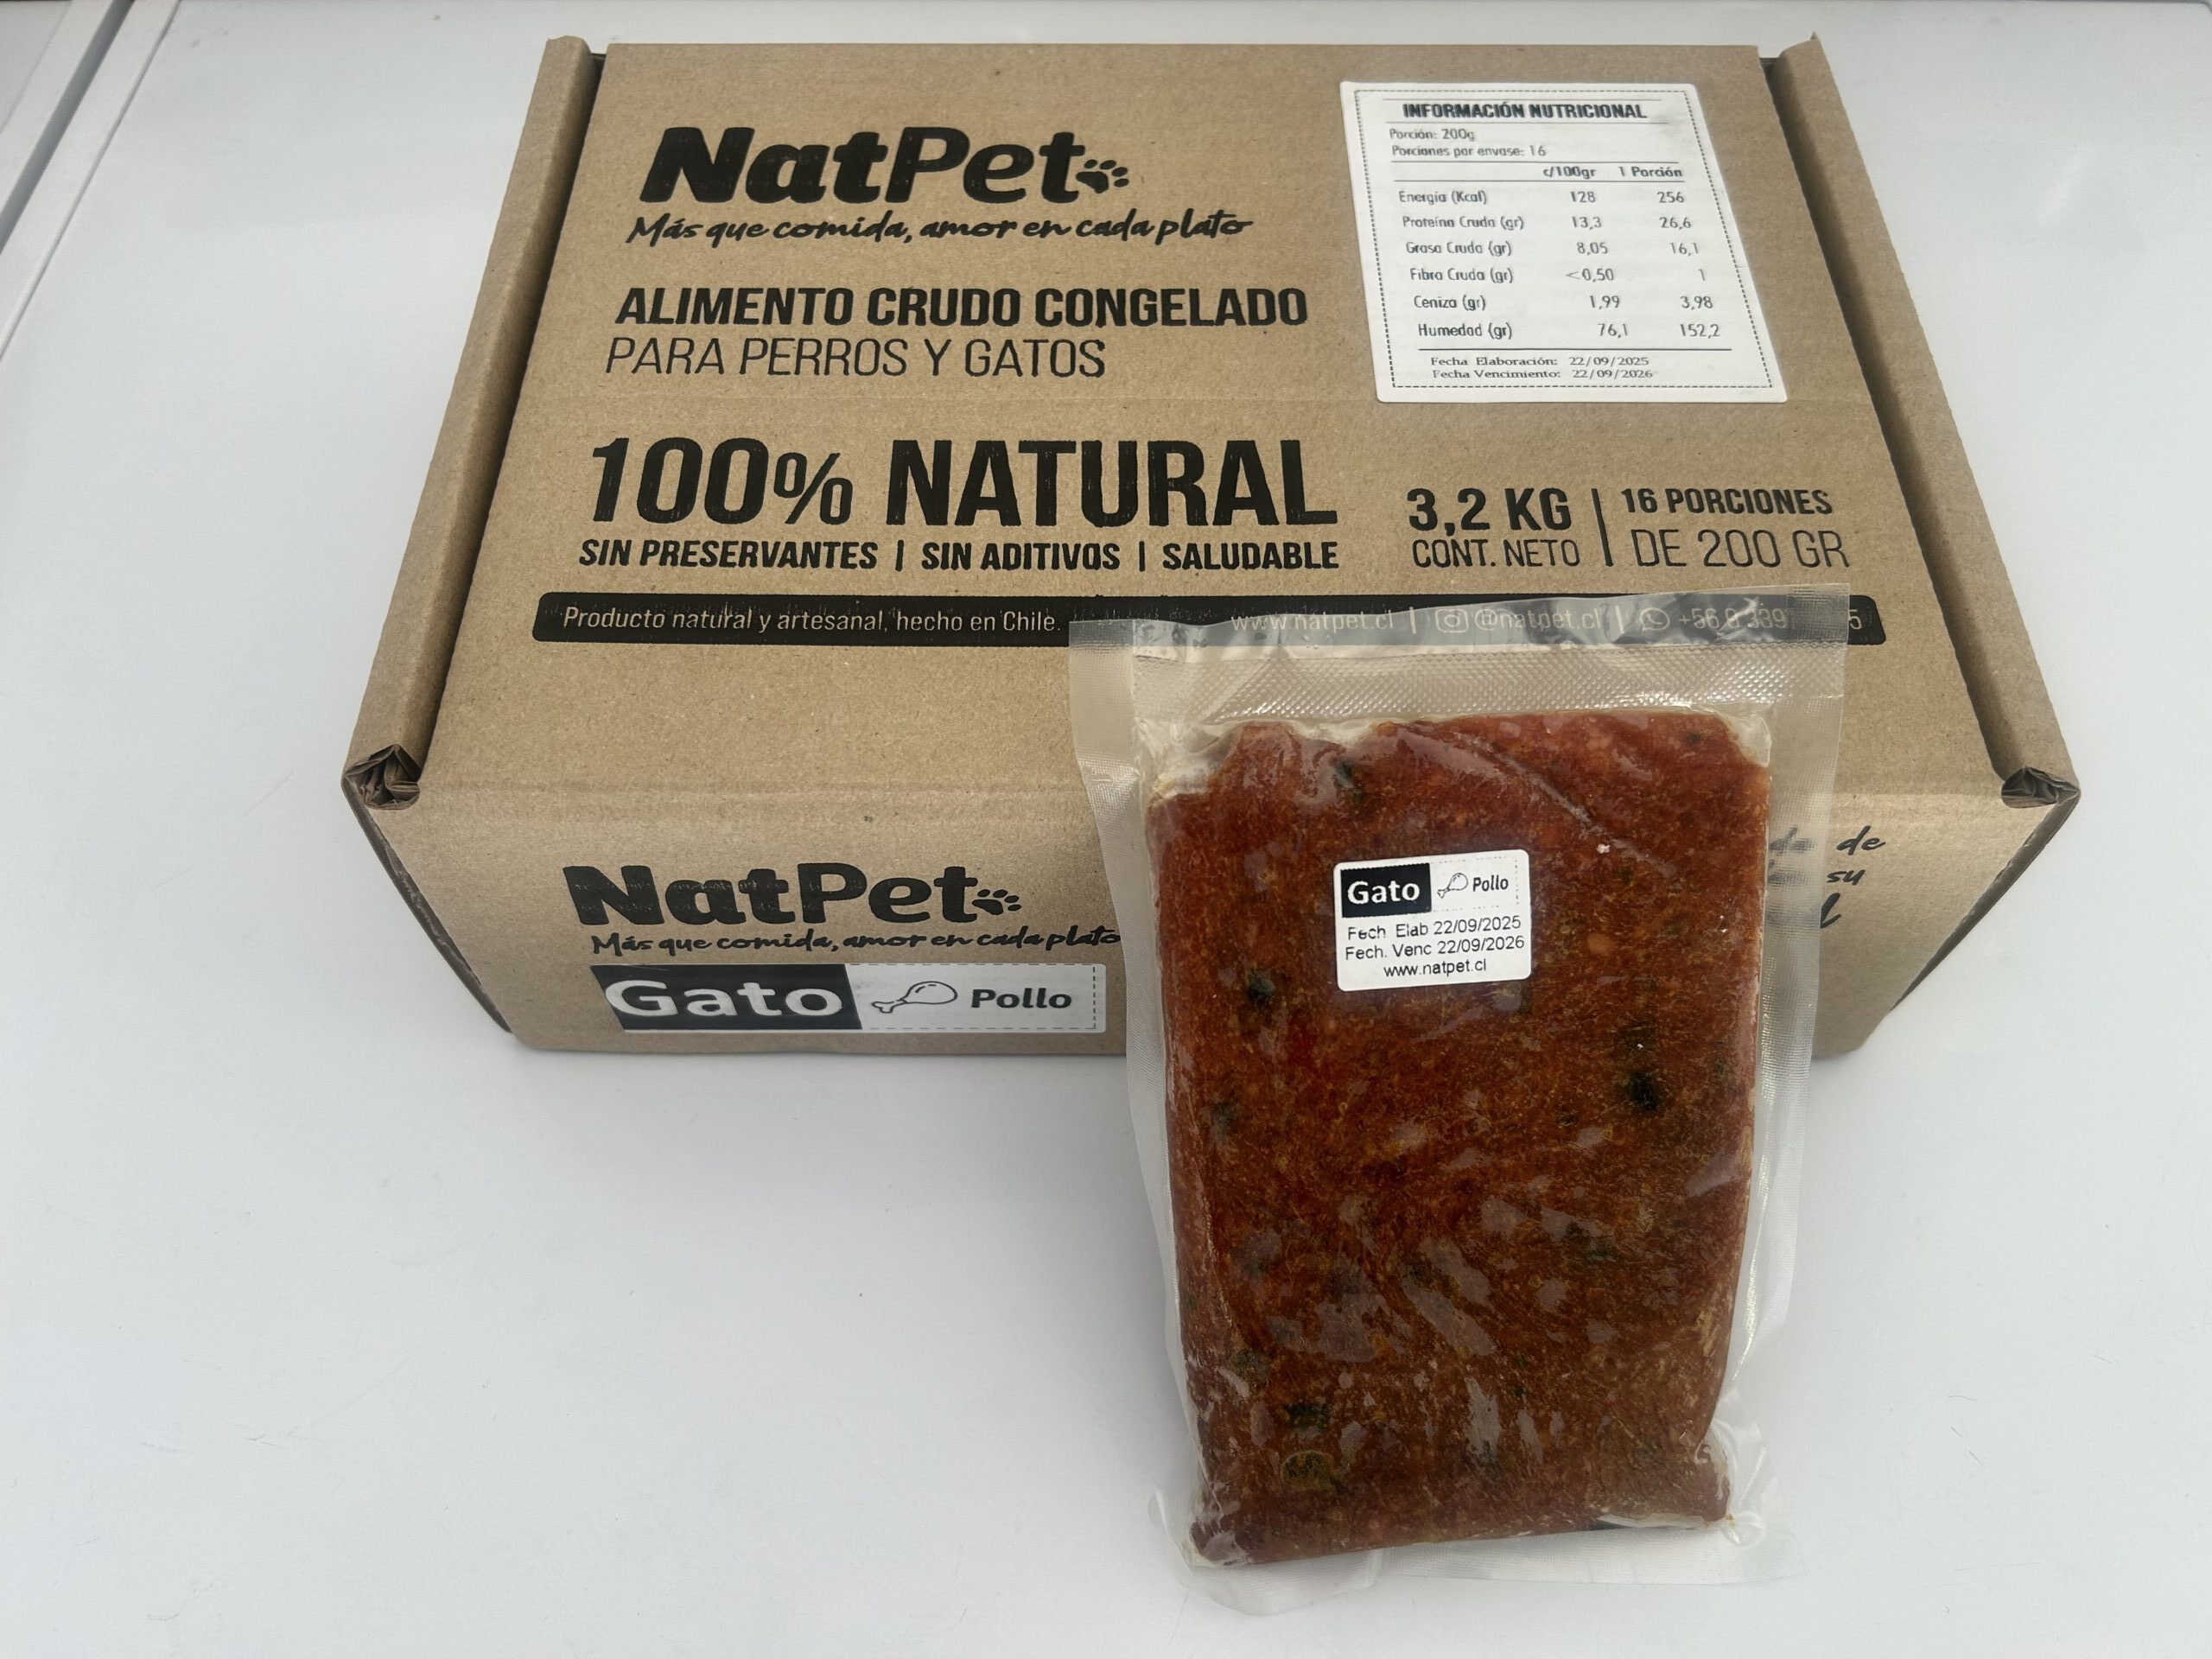 NatPet
Más que comida, amor en cada plato
ALIMENTO CRUDO CONGELADO
PARA PERROS Y GATOS
100% NATURAL
SIN PRESERVANTES | SIN ADITIVOS | SALUDABLE
INFORMACIÓN NUTRICIONAL
Porción: 200g
Porciones por envase: 16
c/100gr 1 Porción
Energía (Kcal) 128 256
Proteína Cruda (gr) 13,3 26,6
Grasa Cruda (gr) 8,05 16,1
Fibra Cruda (gr) <0,50 1
Ceniza (gr) 1,99 3,98
Humedad (gr) 76,1 152,2
Fecha Elaboración: 22/09/2025
Fecha Vencimiento: 22/09/2026
3,2 KG | 16 PORCIONES
CONT. NETO | DE 200 GR
Producto natural y artesanal, hecho en Chile. www.natpet.cl | @natpet.cl | +56 9 339 5
NatPet
Más que comida, amor en cada plato
Gato Pollo
de
su
Gato Pollo
Fech Elab 22/09/2025
Fech. Venc 22/09/2026
www.natpet.cl